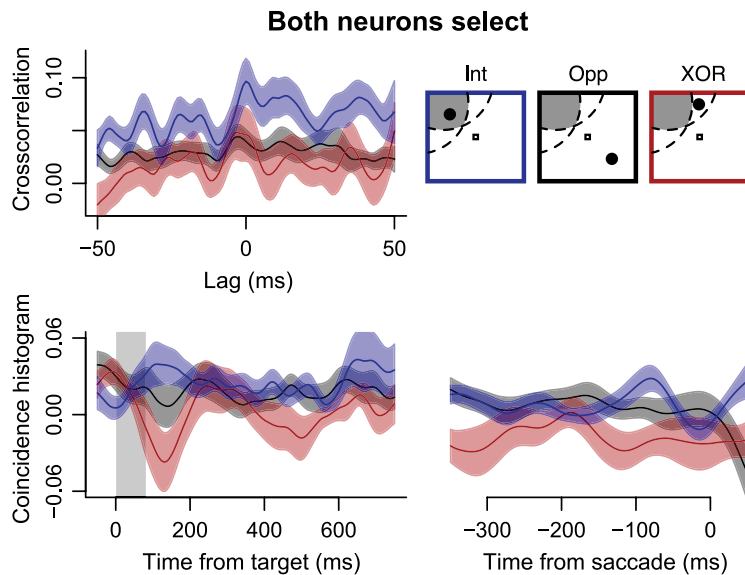 Both neurons select
Int Opp XOR
Crosscorrelation
0.10
0.00
−50 0 50
Lag (ms)
Coincidence histogram
0.06
0.00
−0.06
0 200 400 600
Time from target (ms)
−300 −200 −100 0
Time from saccade (ms)